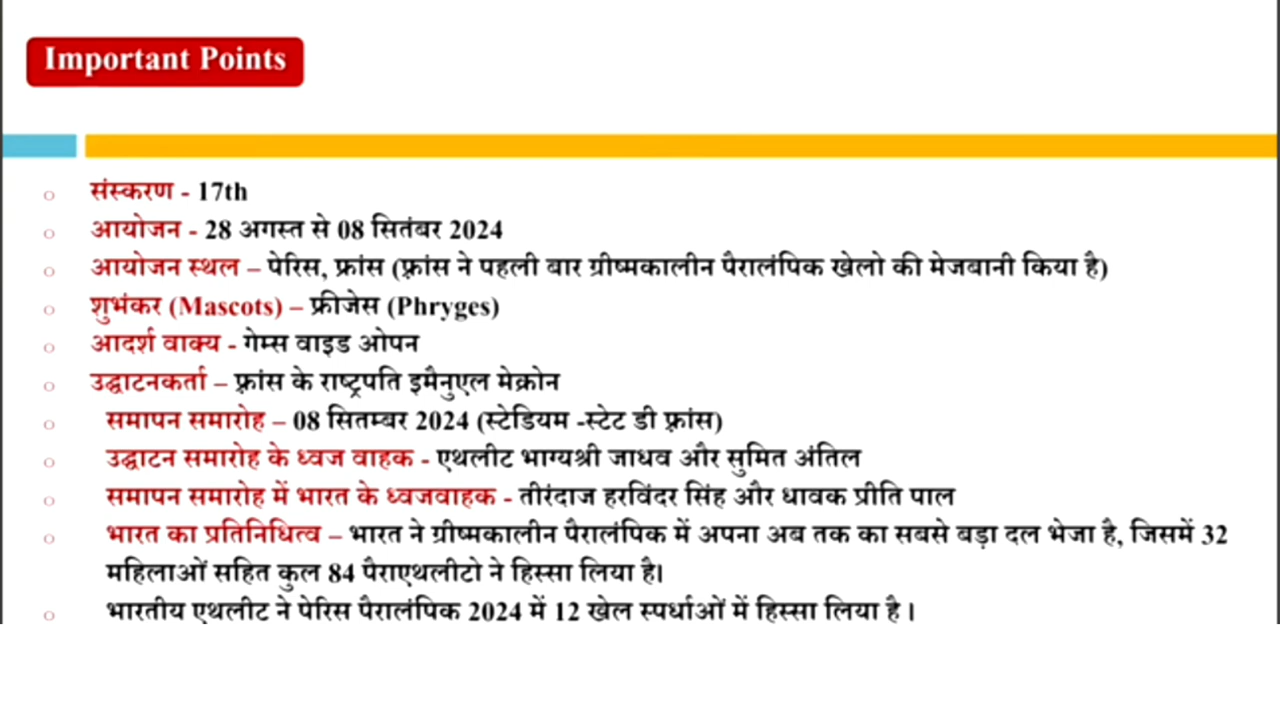 Important Points
संस्करण - 17th
आयोजन - 28 अगस्त से 08 सितंबर 2024
आयोजन स्थल – पेरिस, फ्रांस (फ़्रांस ने पहली बार ग्रीष्मकालीन पैरालंपिक खेलो की मेजबानी किया है)
शुभंकर (Mascots) – फ्रीजेस (Phryges)
आदर्श वाक्य - गेम्स वाइड ओपन
उद्घाटनकर्ता – फ़्रांस के राष्ट्रपति इमैनुएल मेक्रोन
समापन समारोह – 08 सितम्बर 2024 (स्टेडियम -स्टेट डी फ़्रांस)
उद्घाटन समारोह के ध्वज वाहक - एथलीट भाग्यश्री जाधव और सुमित अंतिल
समापन समारोह में भारत के ध्वजवाहक - तीरंदाज हरविंदर सिंह और धावक प्रीति पाल
भारत का प्रतिनिधित्व – भारत ने ग्रीष्मकालीन पैरालंपिक में अपना अब तक का सबसे बड़ा दल भेजा है, जिसमें 32
महिलाओं सहित कुल 84 पैराएथलीटो ने हिस्सा लिया है।
भारतीय एथलीट ने पेरिस पैरालंपिक 2024 में 12 खेल स्पर्धाओं में हिस्सा लिया है ।